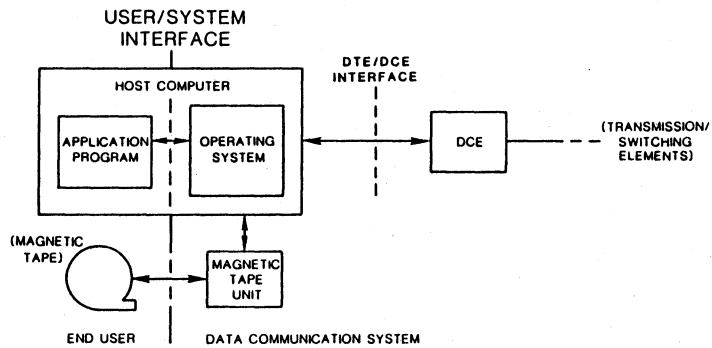 USER/SYSTEM
INTERFACE
HOST COMPUTER
APPLICATION
PROGRAM
OPERATING
SYSTEM
DTE/DCE
INTERFACE
DCE
(TRANSMISSION/
SWITCHING
ELEMENTS)
(MAGNETIC
TAPE)
MAGNETIC
TAPE
UNIT
END USER
DATA COMMUNICATION SYSTEM